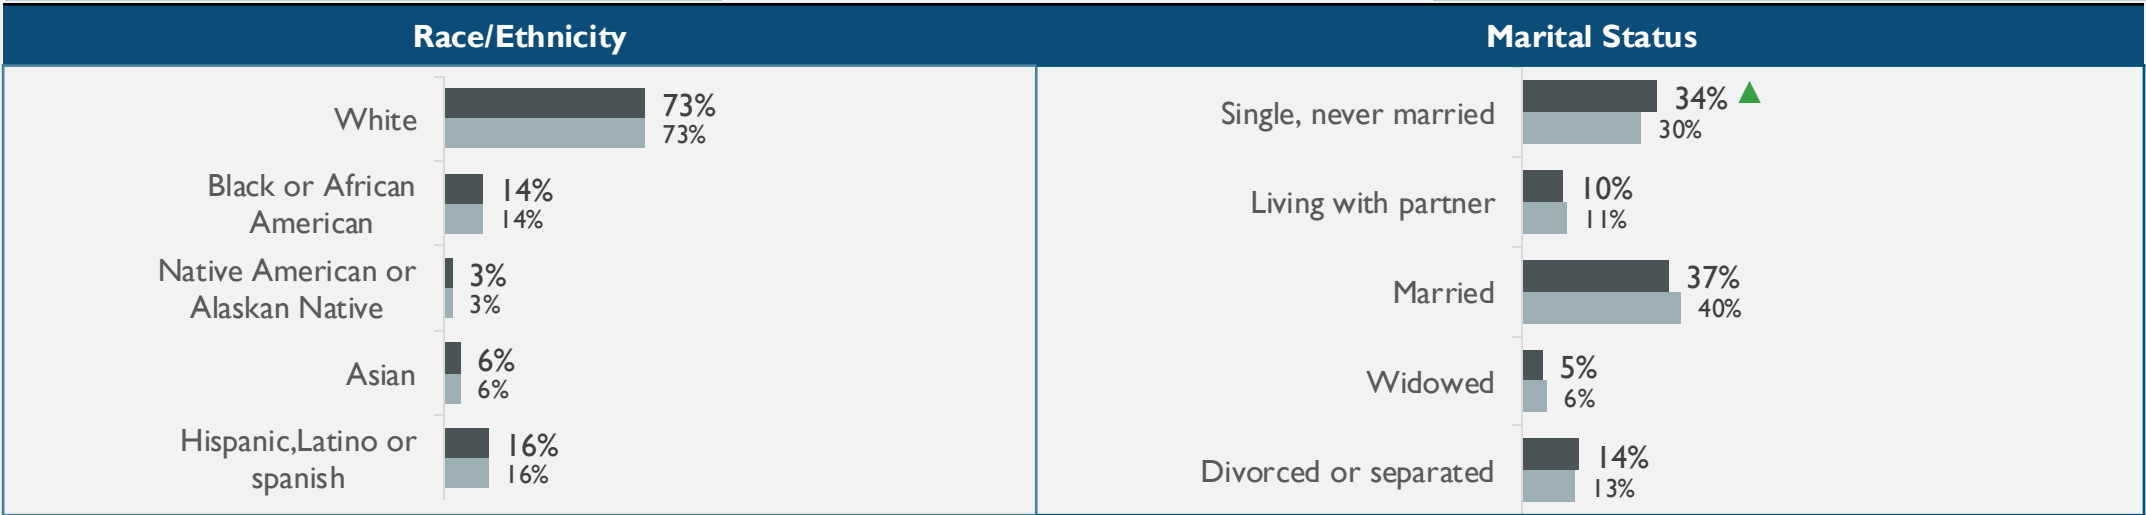 Race/Ethnicity
White
73%
73%
Black or African
American
14%
14%
Native American or
Alaskan Native
3%
3%
Asian
6%
6%
Hispanic,Latino or
spanish
16%
16%
Marital Status
Single, never married
34%
30%
Living with partner
10%
11%
Married
37%
40%
Widowed
5%
6%
Divorced or separated
14%
13%